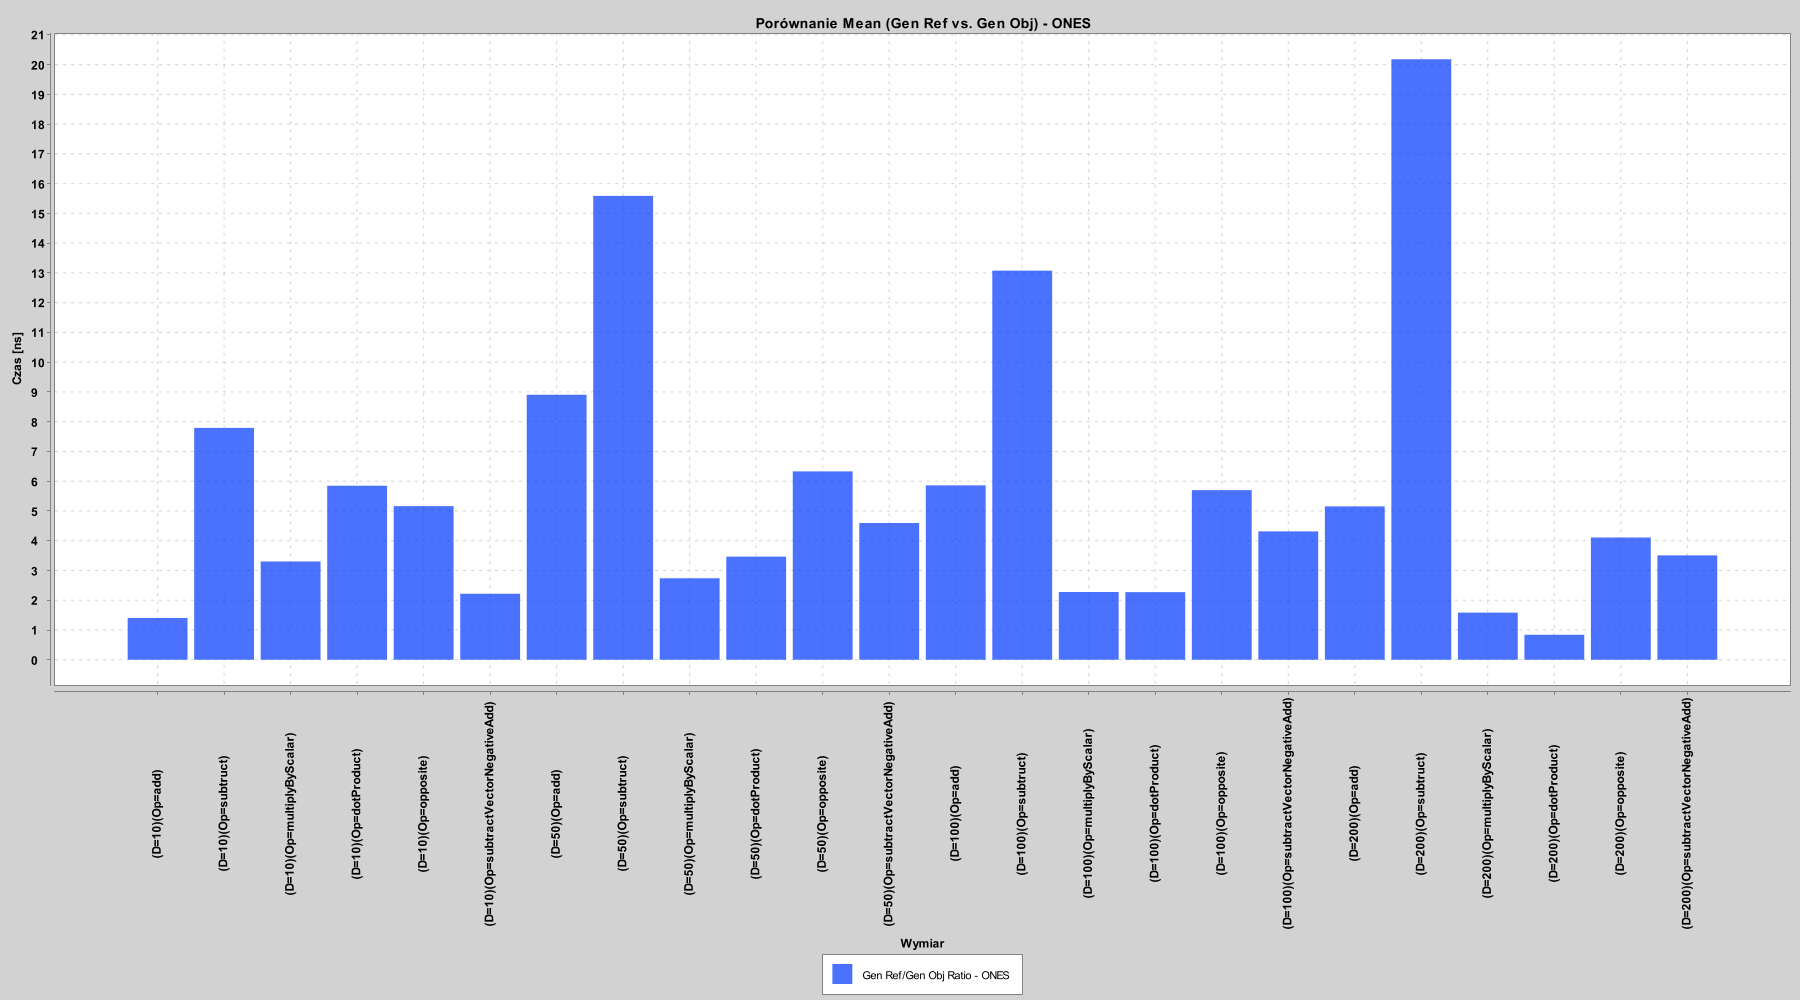 Porównanie Mean (Gen Ref vs. Gen Obj) - ONES
21
20
19
18
17
16
15
14
13
12
11
10
9
8
7
6
5
4
3
2
1
0
Czas [ns]
(D=10)(Op=add)
(D=10)(Op=subtruct)
(D=10)(Op=multiplyByScalar)
(D=10)(Op=dotProduct)
(D=10)(Op=opposite)
(D=10)(Op=subtractVectorNegativeAdd)
(D=50)(Op=add)
(D=50)(Op=subtruct)
(D=50)(Op=multiplyByScalar)
(D=50)(Op=dotProduct)
(D=50)(Op=opposite)
(D=50)(Op=subtractVectorNegativeAdd)
(D=100)(Op=add)
(D=100)(Op=subtruct)
(D=100)(Op=multiplyByScalar)
(D=100)(Op=dotProduct)
(D=100)(Op=opposite)
(D=100)(Op=subtractVectorNegativeAdd)
(D=200)(Op=add)
(D=200)(Op=subtruct)
(D=200)(Op=multiplyByScalar)
(D=200)(Op=dotProduct)
(D=200)(Op=opposite)
(D=200)(Op=subtractVectorNegativeAdd)
Wymiar
Gen Ref/Gen Obj Ratio - ONES